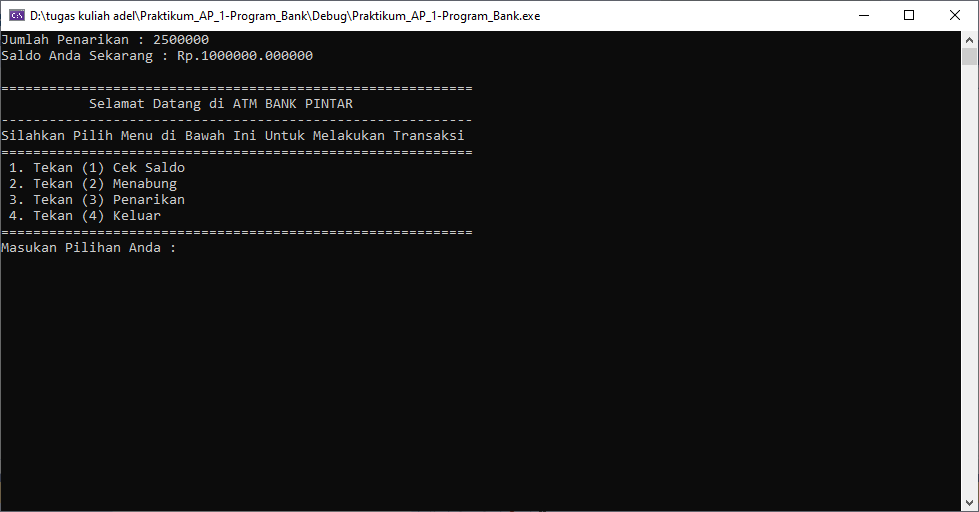 D:\tugas kuliah adel\Praktikum_AP_1-Program_Bank\Debug\Praktikum_AP_1-Program_Bank.exe
Jumlah Penarikan : 2500000
Saldo Anda Sekarang : Rp.1000000.000000
===========================================================
Selamat Datang di ATM BANK PINTAR
-----------------------------------------------------------
Silahkan Pilih Menu di Bawah Ini Untuk Melakukan Transaksi
===========================================================
1. Tekan (1) Cek Saldo
2. Tekan (2) Menabung
3. Tekan (3) Penarikan
4. Tekan (4) Keluar
===========================================================
Masukan Pilihan Anda :